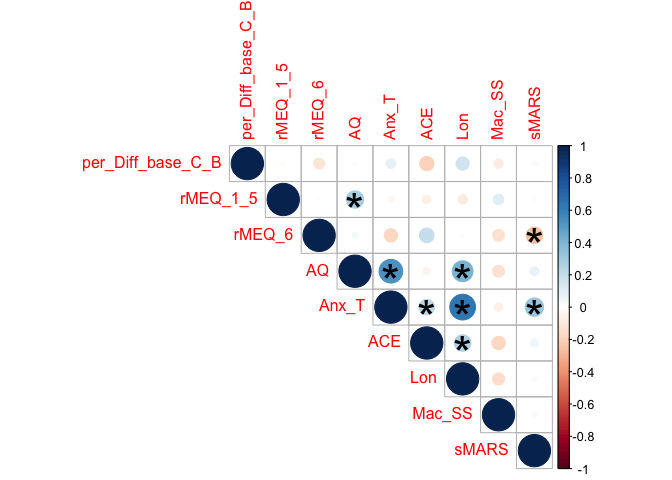 per_Diff_base_C_B
rMEQ_1_5
rMEQ_6
AQ
Anx_T
ACE
Lon
Mac_SS
sMARS
per_Diff_base_C_B
rMEQ_1_5
rMEQ_6
AQ
Anx_T
ACE
Lon
Mac_SS
sMARS
*
*
*
*
*
*
*
*
1
0.8
0.6
0.4
0.2
0
-0.2
-0.4
-0.6
-0.8
-1